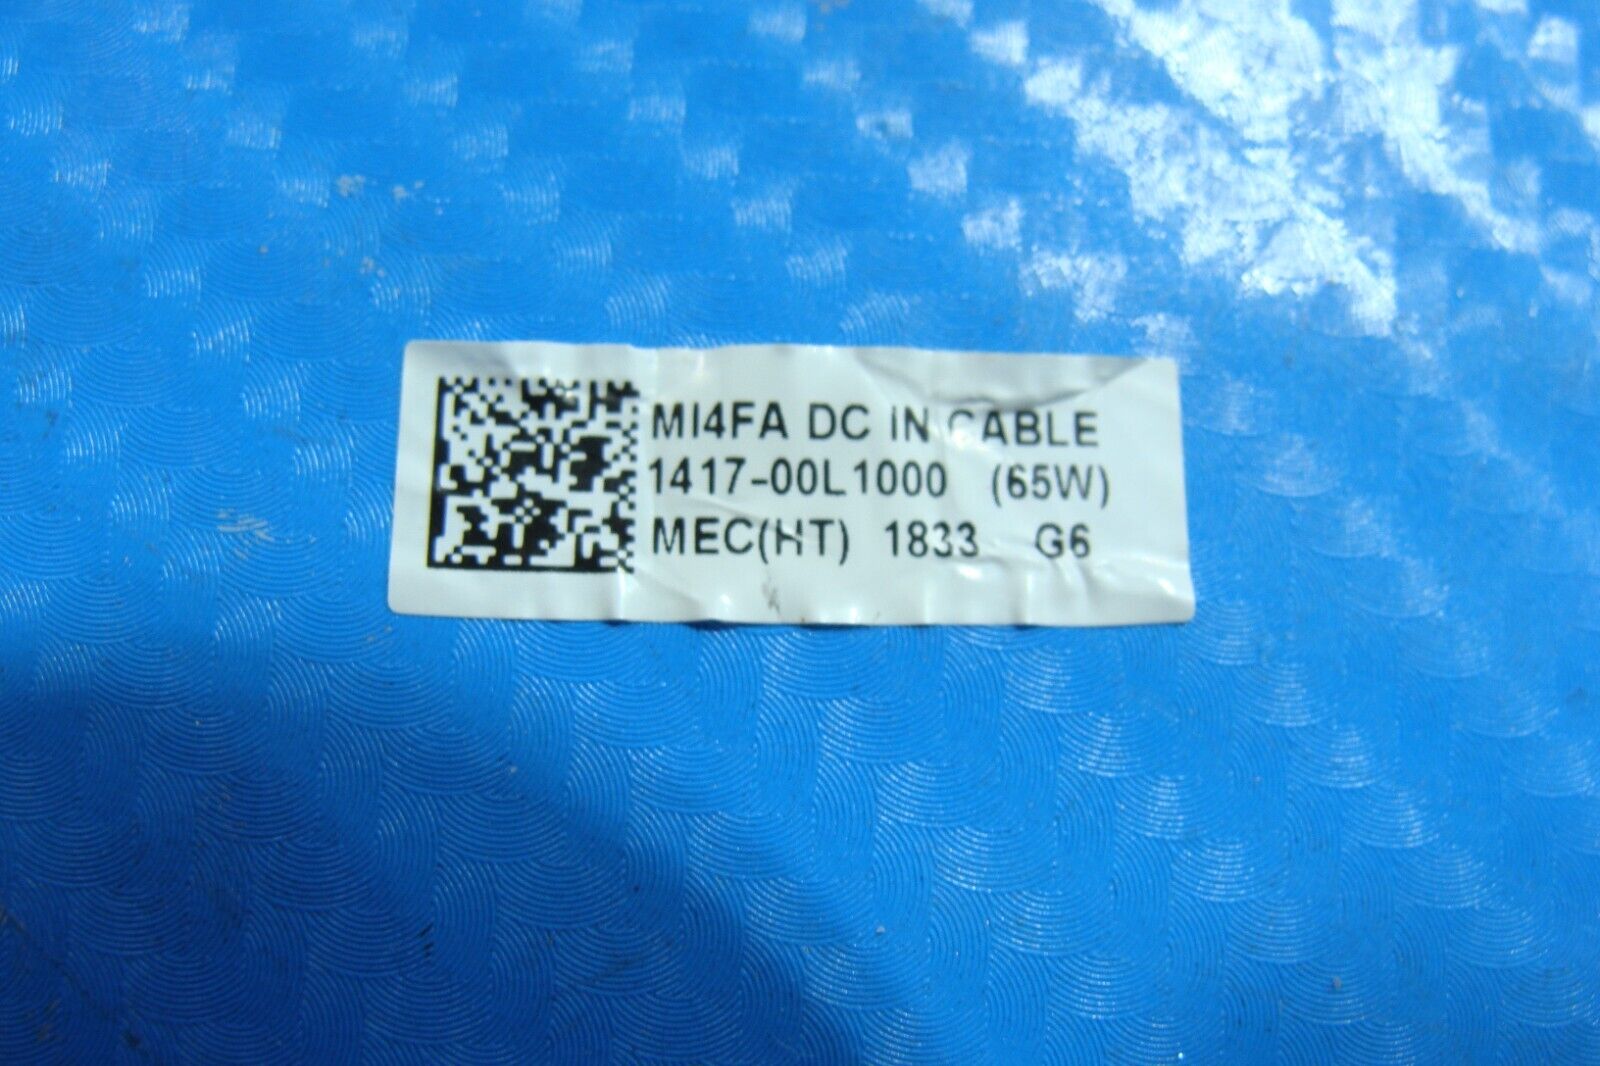 MI4FA DC IN CABLE
1417-00L1000 (65W)
MEC(HT) 1833 G6